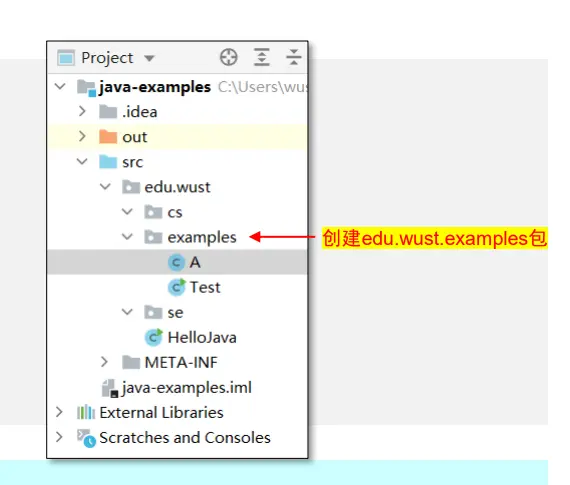 Project
java-examples C:\Users\wus
.idea
out
src
edu.wust
cs
examples
创建edu.wust.examples包
A
Test
se
HelloJava
META-INF
java-examples.iml
External Libraries
Scratches and Consoles